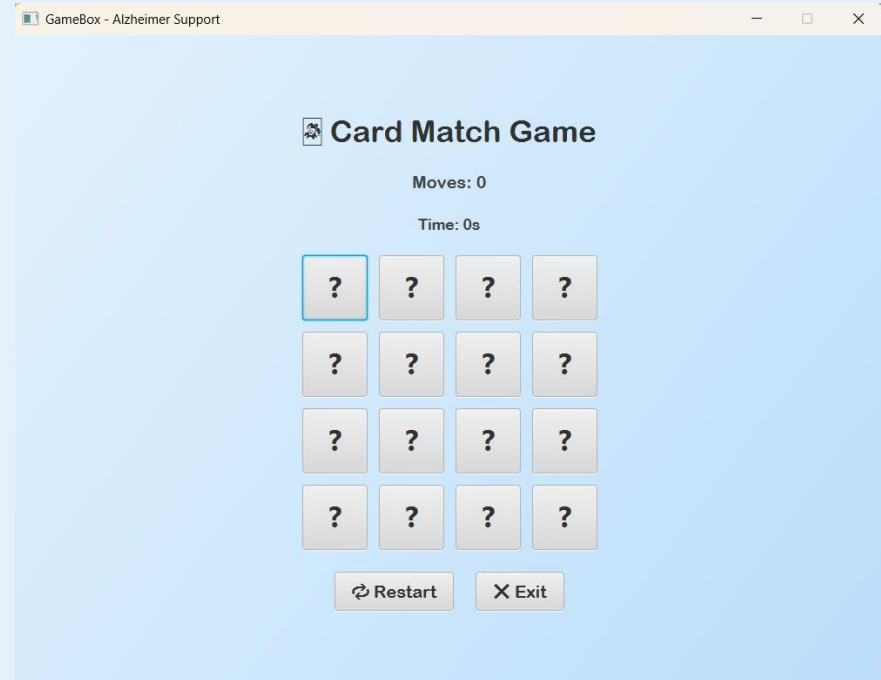 GameBox - Alzheimer Support
🃏 Card Match Game
Moves: 0
Time: 0s
? ? ? ?
? ? ? ?
? ? ? ?
? ? ? ?
Restart Exit